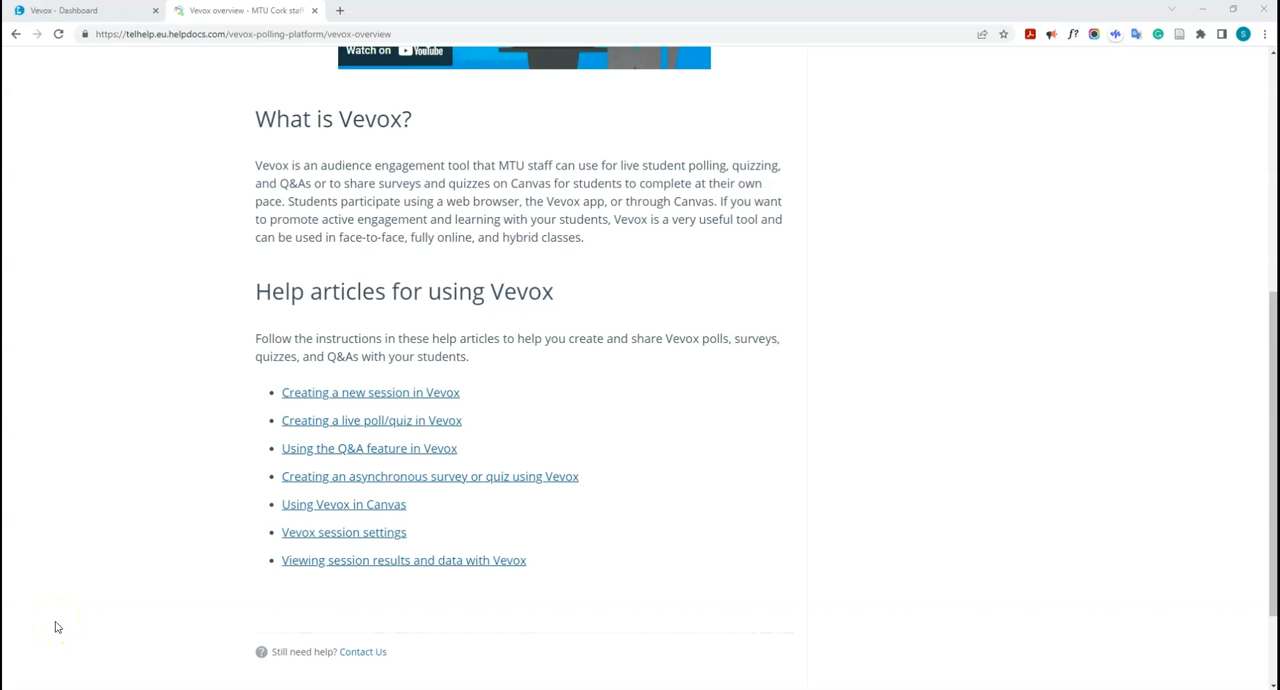 Vevox - Dashboard
Vevox overview - MTU Cork staf
https://telhelp.eu.helpdocs.com/vevox-polling-platform/vevox-overview
Watch on YouTube
What is Vevox?
Vevox is an audience engagement tool that MTU staff can use for live student polling, quizzing,
and Q&As or to share surveys and quizzes on Canvas for students to complete at their own
pace. Students participate using a web browser, the Vevox app, or through Canvas. If you want
to promote active engagement and learning with your students, Vevox is a very useful tool and
can be used in face-to-face, fully online, and hybrid classes.
Help articles for using Vevox
Follow the instructions in these help articles to help you create and share Vevox polls, surveys,
quizzes, and Q&As with your students.
• Creating a new session in Vevox
• Creating a live poll/quiz in Vevox
• Using the Q&A feature in Vevox
• Creating an asynchronous survey or quiz using Vevox
• Using Vevox in Canvas
• Vevox session settings
• Viewing session results and data with Vevox
Still need help? Contact Us